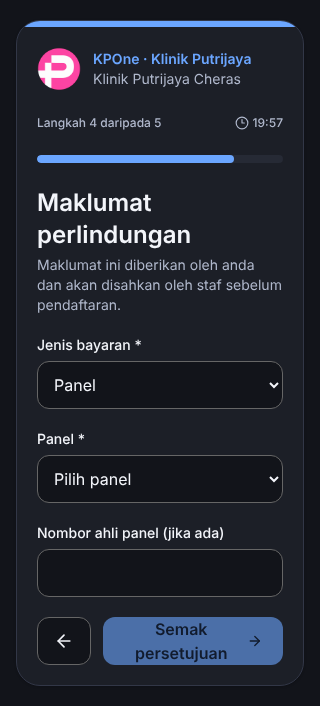 KPOne · Klinik Putrijaya
Klinik Putrijaya Cheras
Langkah 4 daripada 5
19:57
Maklumat
perlindungan
Maklumat ini diberikan oleh anda
dan akan disahkan oleh staf sebelum
pendaftaran.
Jenis bayaran *
Panel
Panel *
Pilih panel
Nombor ahli panel (jika ada)
Semak
persetujuan